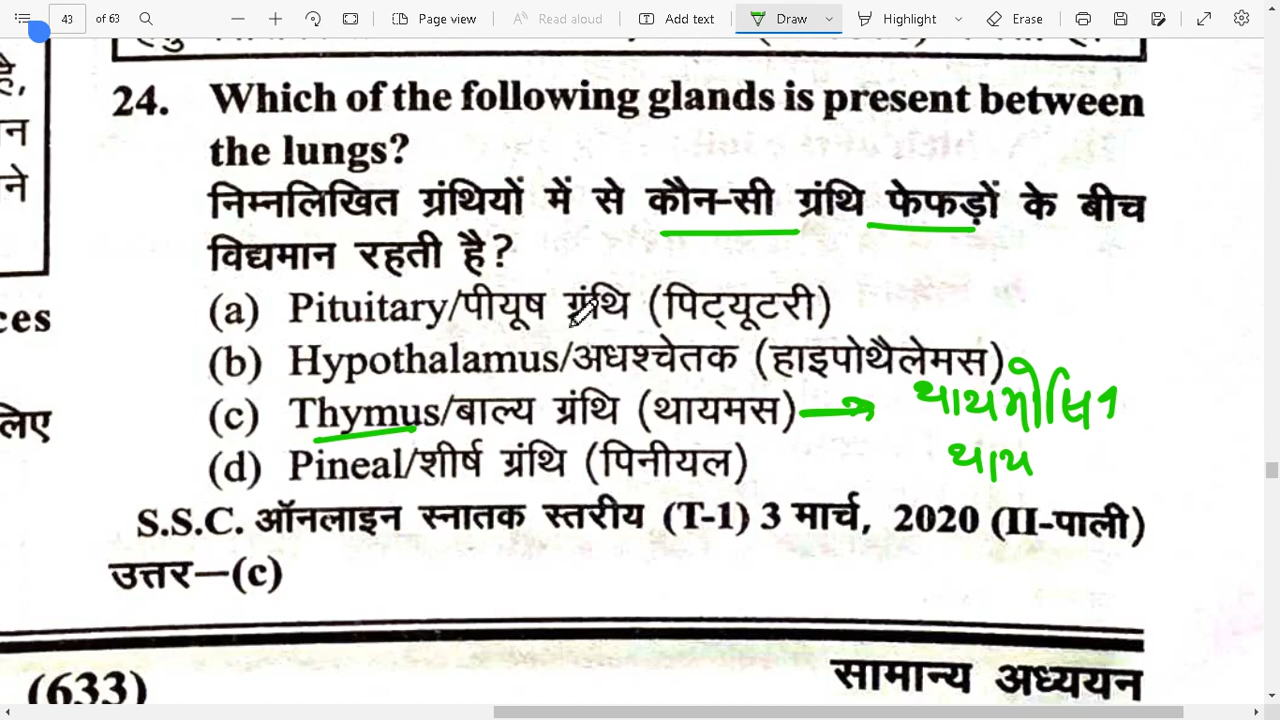 43 of 63 Page view Read aloud Add text Draw Highlight Erase
है,
न
ने
24. Which of the following glands is present between
the lungs?
निम्नलिखित ग्रंथियों में से कौन-सी ग्रंथि फेफड़ों के बीच
विद्यमान रहती है?
(a) Pituitary/पीयूष ग्रंथि (पिट्यूटरी)
ces
(b) Hypothalamus/अधश्चेतक (हाइपोथैलेमस)
(c) Thymus/बाल्य ग्रंथि (थायमस) थायमोसिन
लिए
(d) Pineal/शीर्ष ग्रंथि (पिनीयल) थाय
S.S.C. ऑनलाइन स्नातक स्तरीय (T-1) 3 मार्च, 2020 (II-पाली)
उत्तर—(c)
(633) सामान्य अध्ययन